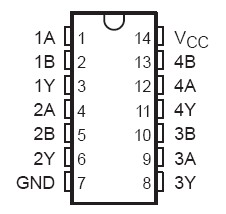 1A 1 14 VCC
1B 2 13 4B
1Y 3 12 4A
2A 4 11 4Y
2B 5 10 3B
2Y 6 9 3A
GND 7 8 3Y